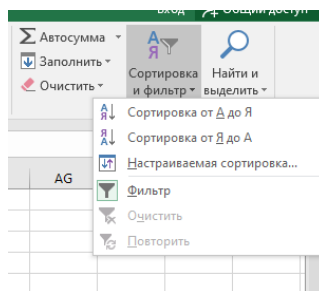 Вход
Общий доступ
Автосумма
Заполнить
Очистить
Сортировка
и фильтр
Найти и
выделить
Сортировка от А до Я
Сортировка от Я до А
Настраиваемая сортировка...
Фильтр
Очистить
Повторить
AG